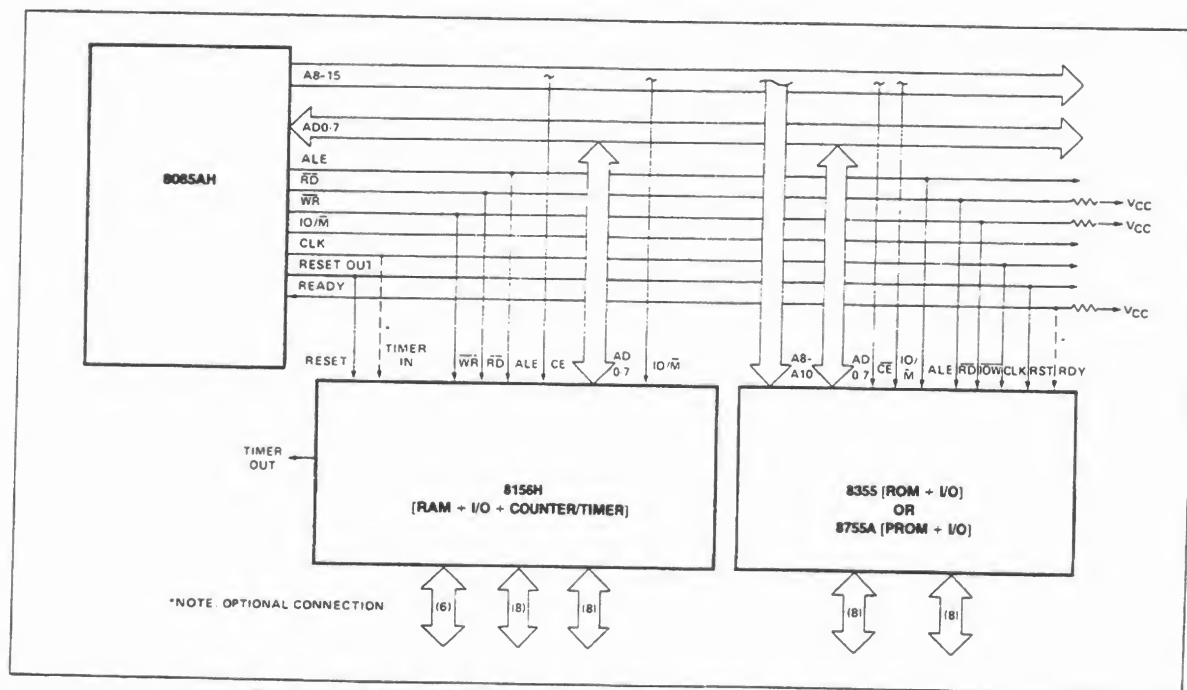 8085AH
A8-15
AD0-7
ALE
RD
WR
IO/M
CLK
RESET OUT
READY
VCC
VCC
VCC
RESET
TIMER IN
WR
RD
ALE
CE
AD 0-7
IO/M
A8-A10
AD 0-7
CE
IO/M
ALE
RD
IOW
CLK
RST
RDY
TIMER OUT
8156H
[RAM + I/O + COUNTER/TIMER]
8355 [ROM + I/O]
OR
8755A [PROM + I/O]
*NOTE: OPTIONAL CONNECTION
(6)
(8)
(8)
(8)
(8)